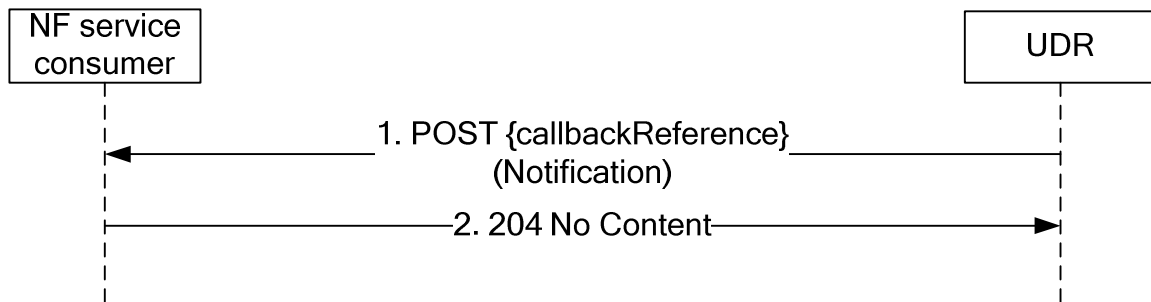 NF service
consumer
UDR
1. POST {callbackReference}
(Notification)
2. 204 No Content